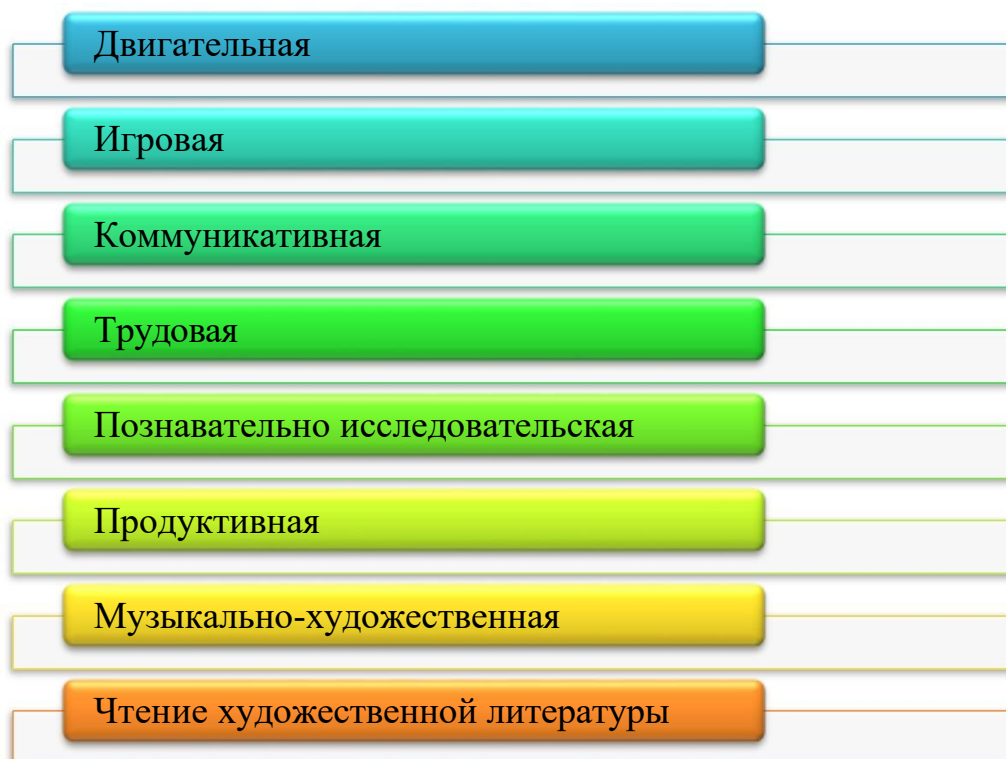 Двигательная
Игровая
Коммуникативная
Трудовая
Познавательно исследовательская
Продуктивная
Музыкально-художественная
Чтение художественной литературы